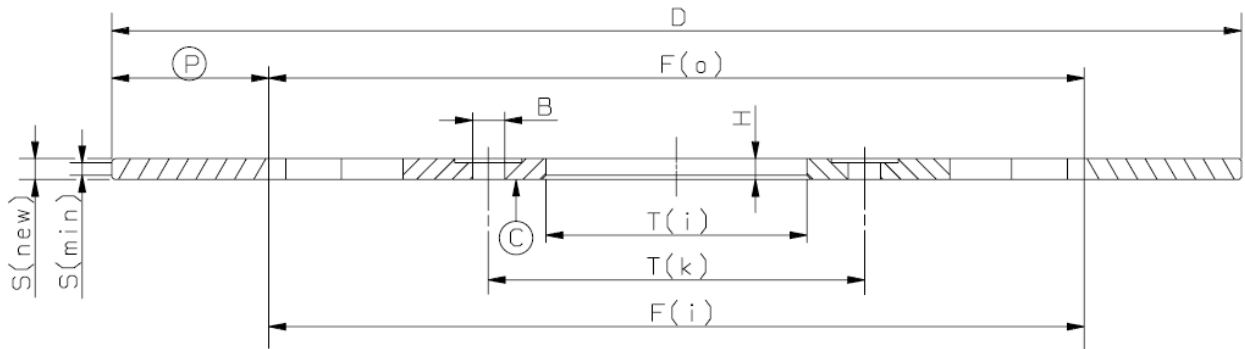 D
P
F(o)
B
H
S(new)
S(min)
C
T(i)
T(k)
F(i)